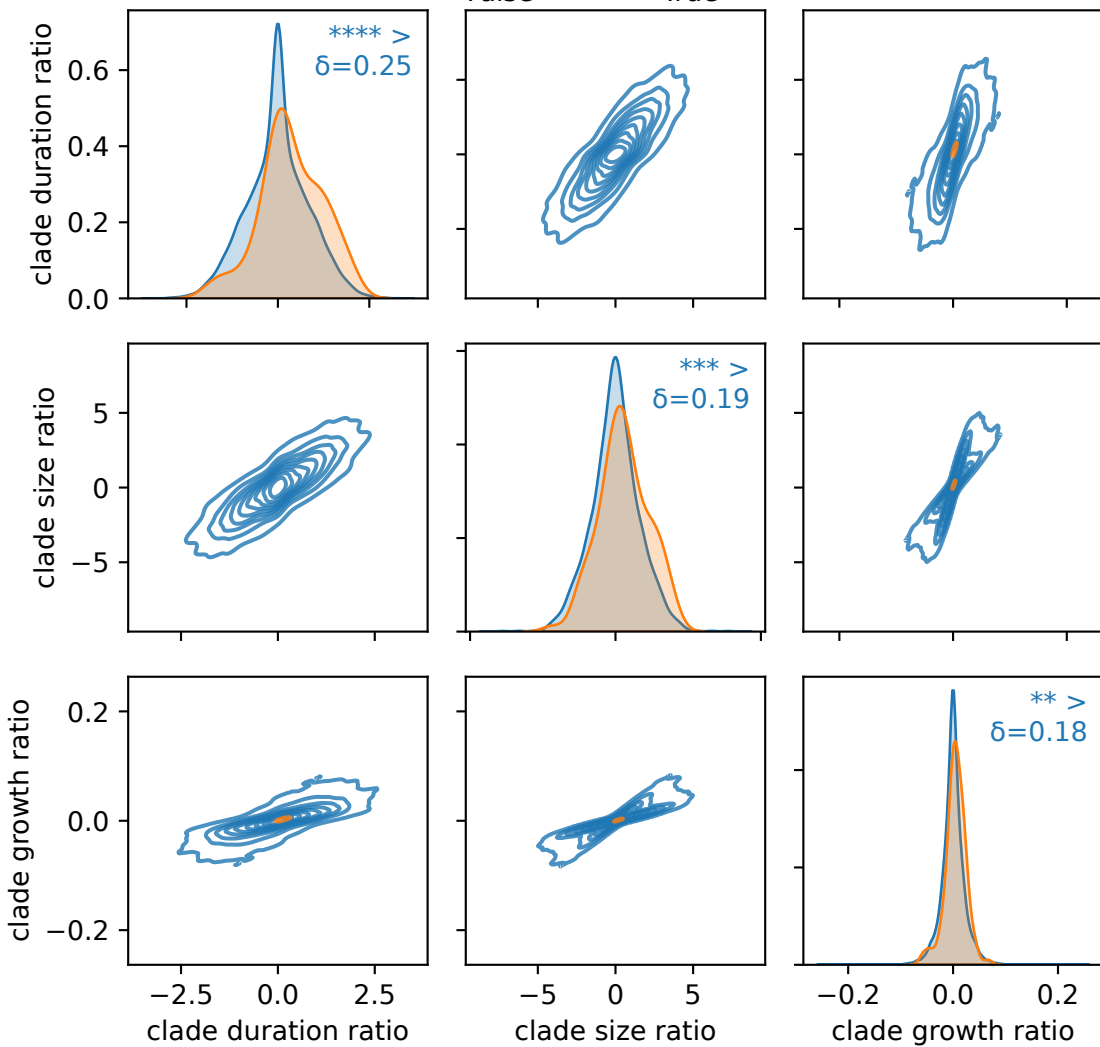 clade duration ratio
0.6
0.4
0.2
0.0
**** >
δ=0.25
clade size ratio
5
0
−5
*** >
δ=0.19
clade growth ratio
0.2
0.0
−0.2
** >
δ=0.18
−2.5 0.0 2.5
−5 0 5
−0.2 0.0 0.2
clade duration ratio
clade size ratio
clade growth ratio